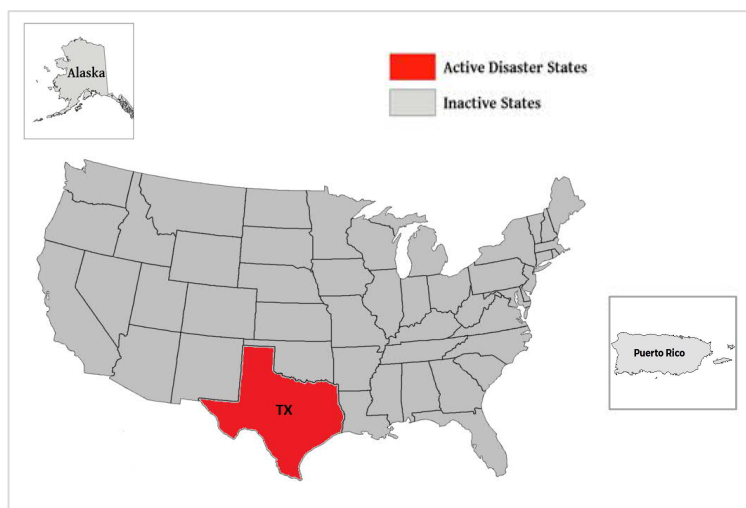 Alaska
Active Disaster States
Inactive States
Puerto Rico
TX